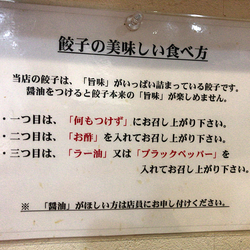 餃子の美味しい食べ方
当店の餃子は、「旨味」がいっぱい詰まっている餃子です。
醤油をつけると餃子本来の「旨味」が楽しめません。
・一つ目は、「何もつけず」にお召し上がり下さい。
・二つ目は、「お酢」を入れてお召し上がり下さい。
・三つ目は、「ラー油」又は「ブラックペッパー」を
入れてお召し上がり下さい。
※ 「醤油」がほしい方は店員にお申し付けください。